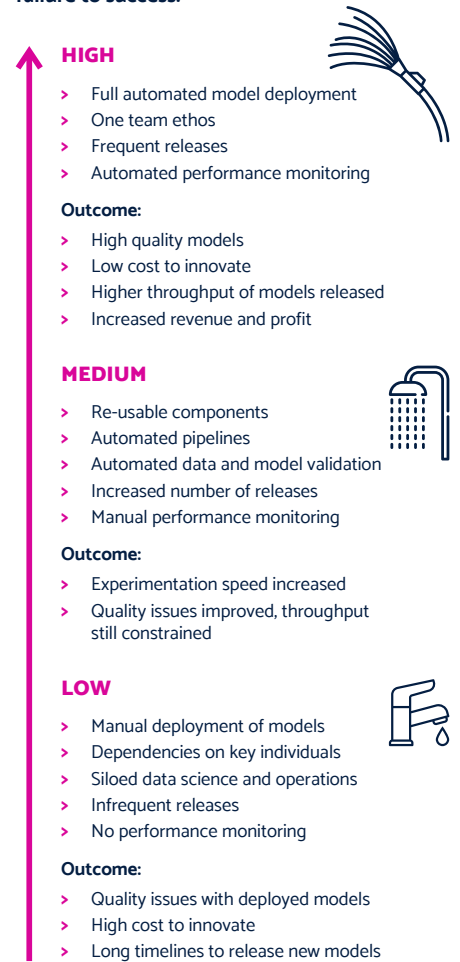 failure to success.
HIGH
> Full automated model deployment
> One team ethos
> Frequent releases
> Automated performance monitoring
Outcome:
> High quality models
> Low cost to innovate
> Higher throughput of models released
> Increased revenue and profit
MEDIUM
> Re-usable components
> Automated pipelines
> Automated data and model validation
> Increased number of releases
> Manual performance monitoring
Outcome:
> Experimentation speed increased
> Quality issues improved, throughput
still constrained
LOW
> Manual deployment of models
> Dependencies on key individuals
> Siloed data science and operations
> Infrequent releases
> No performance monitoring
Outcome:
> Quality issues with deployed models
> High cost to innovate
> Long timelines to release new models